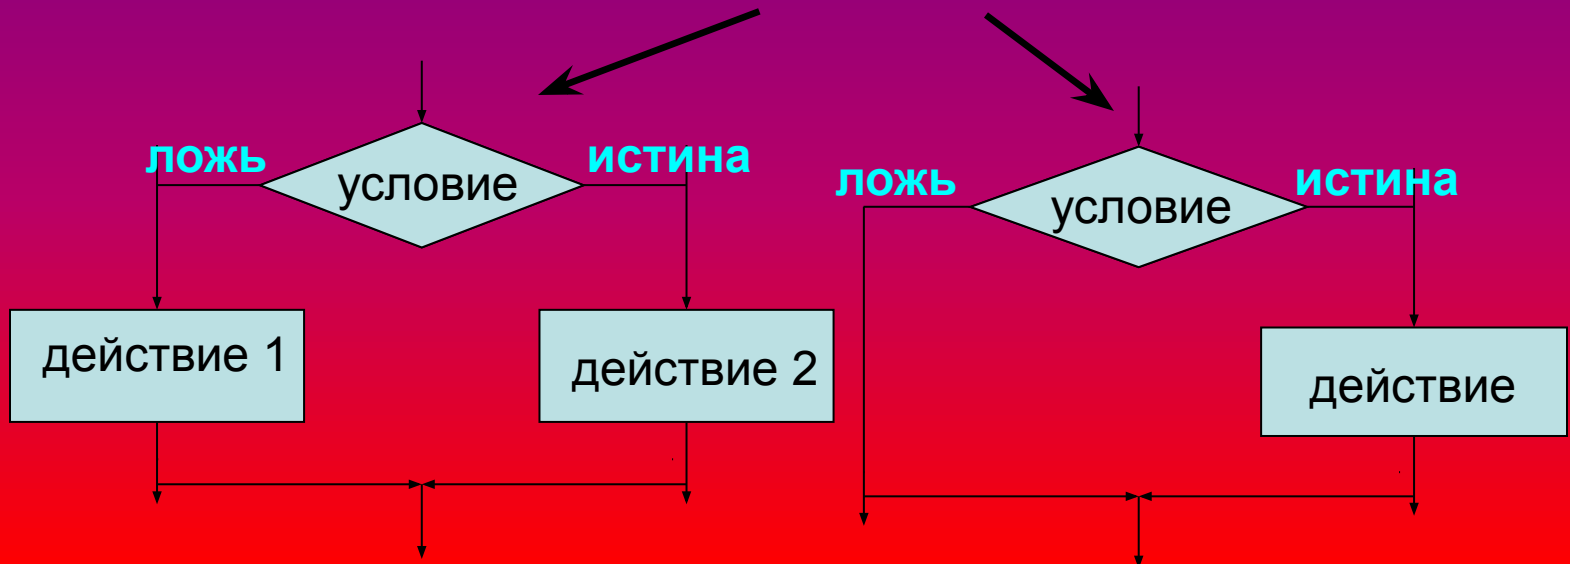 ложь
истина
условие
действие 1
действие 2
ложь
истина
условие
действие